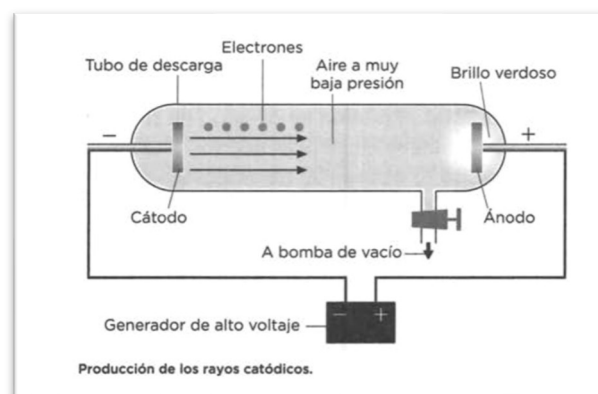 Electrones
Tubo de descarga
Aire a muy
baja presión
Brillo verdoso
−
+
Cátodo
Ánodo
A bomba de vacío
− +
Generador de alto voltaje
Producción de los rayos catódicos.